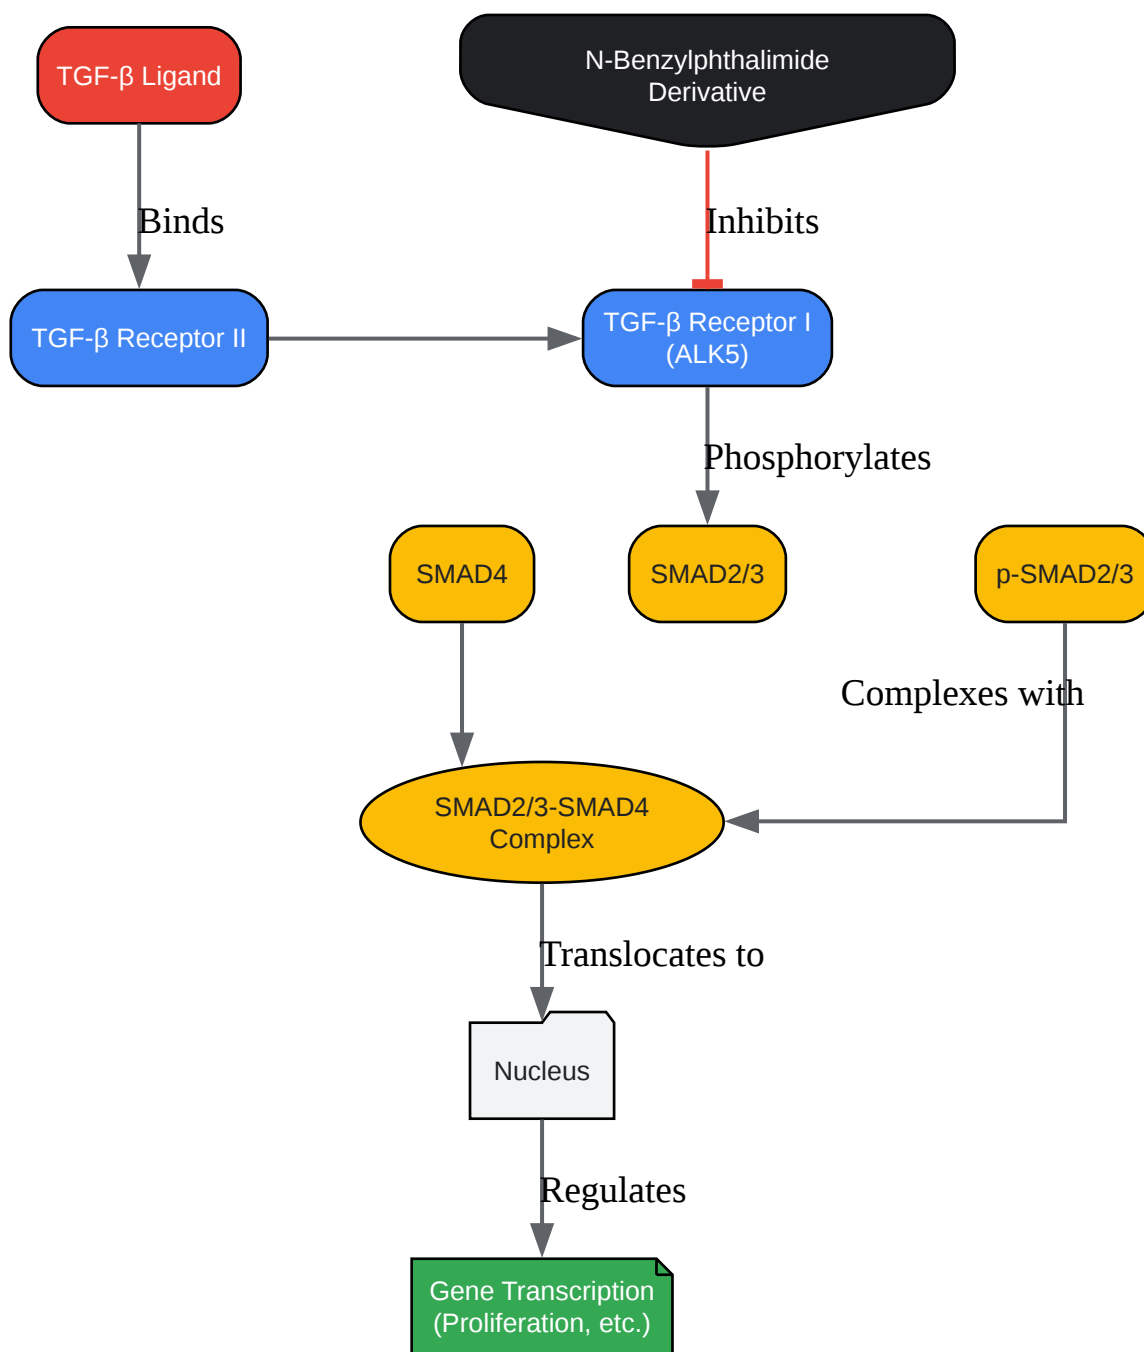 TGF-β Ligand
N-Benzylphthalimide
Derivative
Binds
Inhibits
TGF-β Receptor II
TGF-β Receptor I
(ALK5)
Phosphorylates
SMAD4
SMAD2/3
p-SMAD2/3
Complexes with
SMAD2/3-SMAD4
Complex
Translocates to
Nucleus
Regulates
Gene Transcription
(Proliferation, etc.)